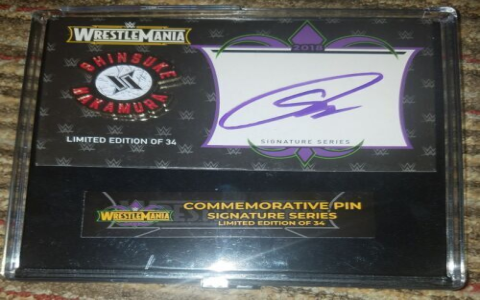 WRESTLEMANIA
SHINSUKE
NAKAMURA
LIMITED EDITION OF 34
2018
SIGNATURE SERIES
WRESTLEMANIA
COMMEMORATIVE PIN
SIGNATURE SERIES
LIMITED EDITION OF 34